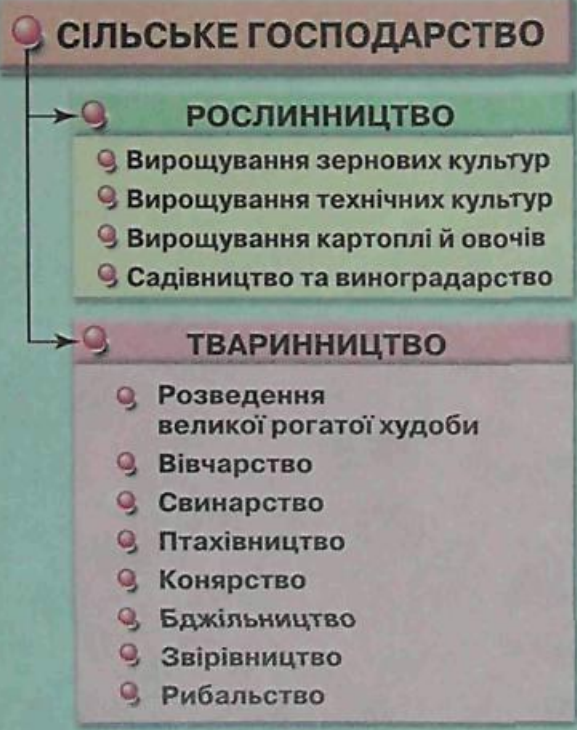 СІЛЬСЬКЕ ГОСПОДАРСТВО
РОСЛИННИЦТВО
Вирощування зернових культур
Вирощування технічних культур
Вирощування картоплі й овочів
Садівництво та виноградарство
ТВАРИННИЦТВО
Розведення
великої рогатої худоби
Вівчарство
Свинарство
Птахівництво
Конярство
Бджільництво
Звірівництво
Рибальство